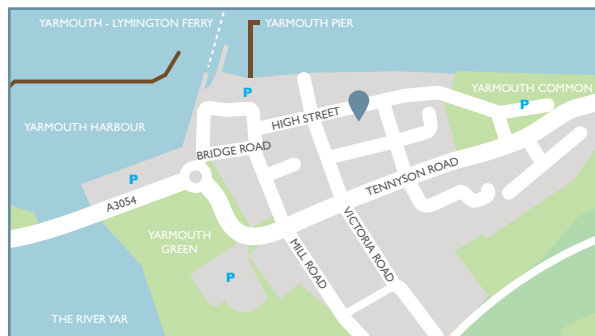 YARMOUTH - LYMINGTON FERRY
YARMOUTH PIER
YARMOUTH COMMON
P
P
HIGH STREET
YARMOUTH HARBOUR
BRIDGE ROAD
P
TENNYSON ROAD
A3054
YARMOUTH
GREEN
VICTORIA ROAD
MILL ROAD
P
THE RIVER YAR